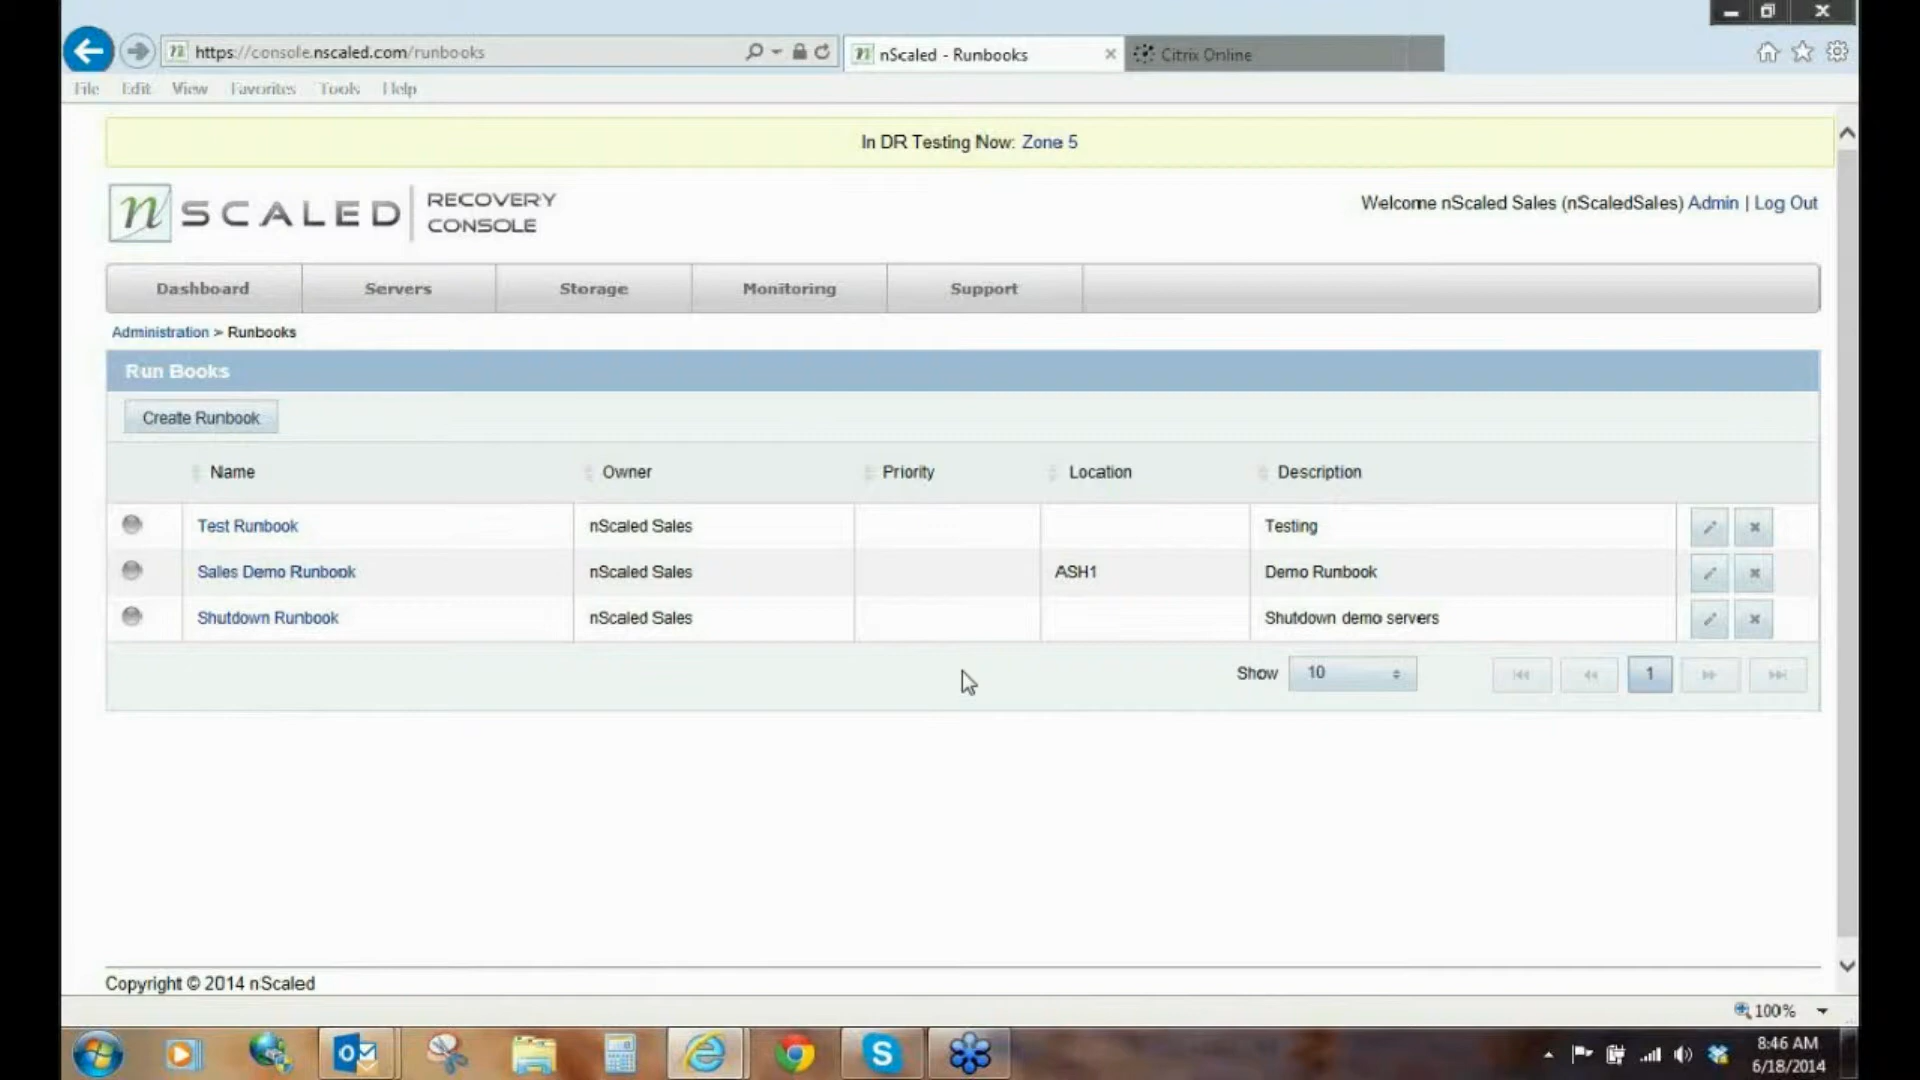 https://console.nscaled.com/runbooks
nScaled - Runbooks
Citrix Online
File Edit View Favorites Tools Help
In DR Testing Now: Zone 5
n SCALED RECOVERY CONSOLE
Welcome nScaled Sales (nScaledSales) Admin | Log Out
Dashboard Servers Storage Monitoring Support
Administration > Runbooks
Run Books
Create Runbook
Name Owner Priority Location Description
Test Runbook nScaled Sales Testing
Sales Demo Runbook nScaled Sales ASH1 Demo Runbook
Shutdown Runbook nScaled Sales Shutdown demo servers
Show 10 1
Copyright © 2014 nScaled
100%
8:46 AM
6/18/2014